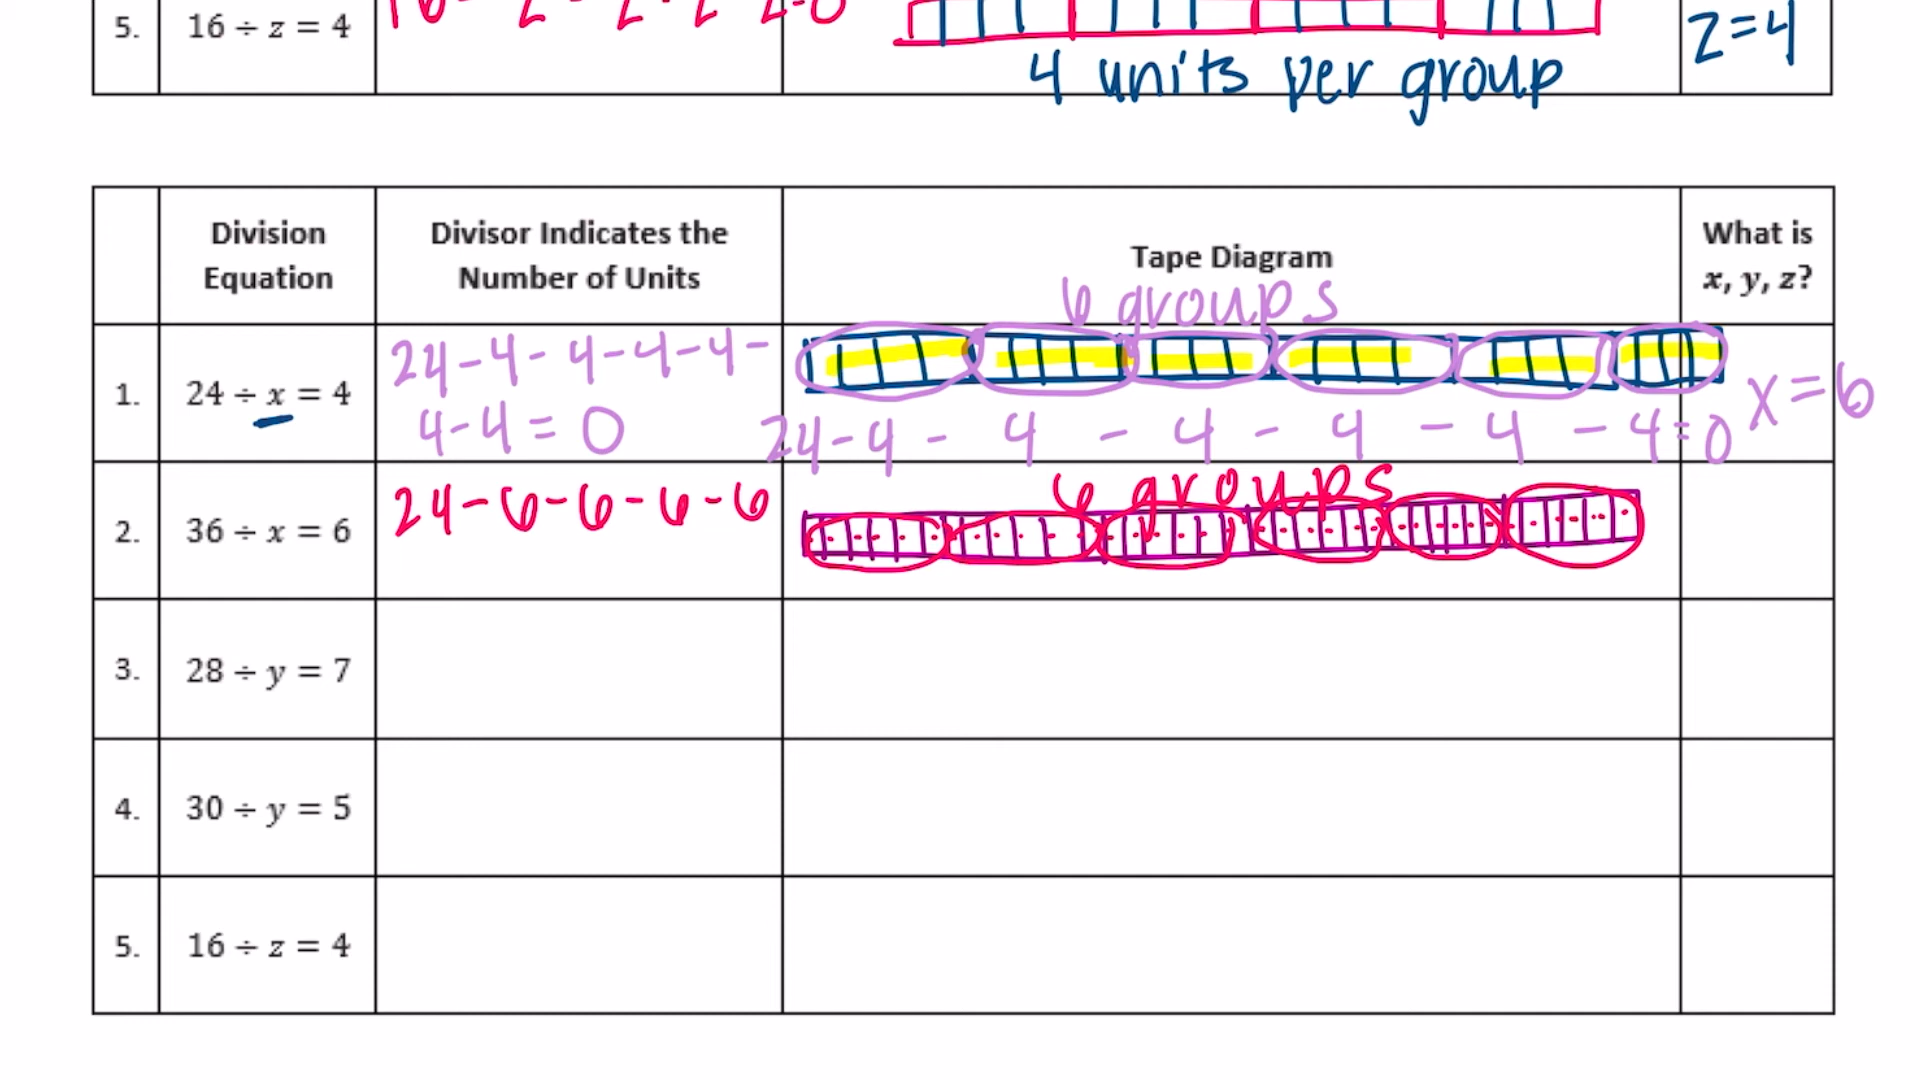 5. 16 ÷ z = 4
z=4
4 units per group
Division Equation
Divisor Indicates the Number of Units
Tape Diagram
What is x, y, z?
6 groups
1. 24 ÷ x = 4
24-4-4-4-4-
4-4=0
24-4-4-4-4-4-4=0
x=6
2. 36 ÷ x = 6
24-6-6-6-6
6 groups
3. 28 ÷ y = 7
4. 30 ÷ y = 5
5. 16 ÷ z = 4